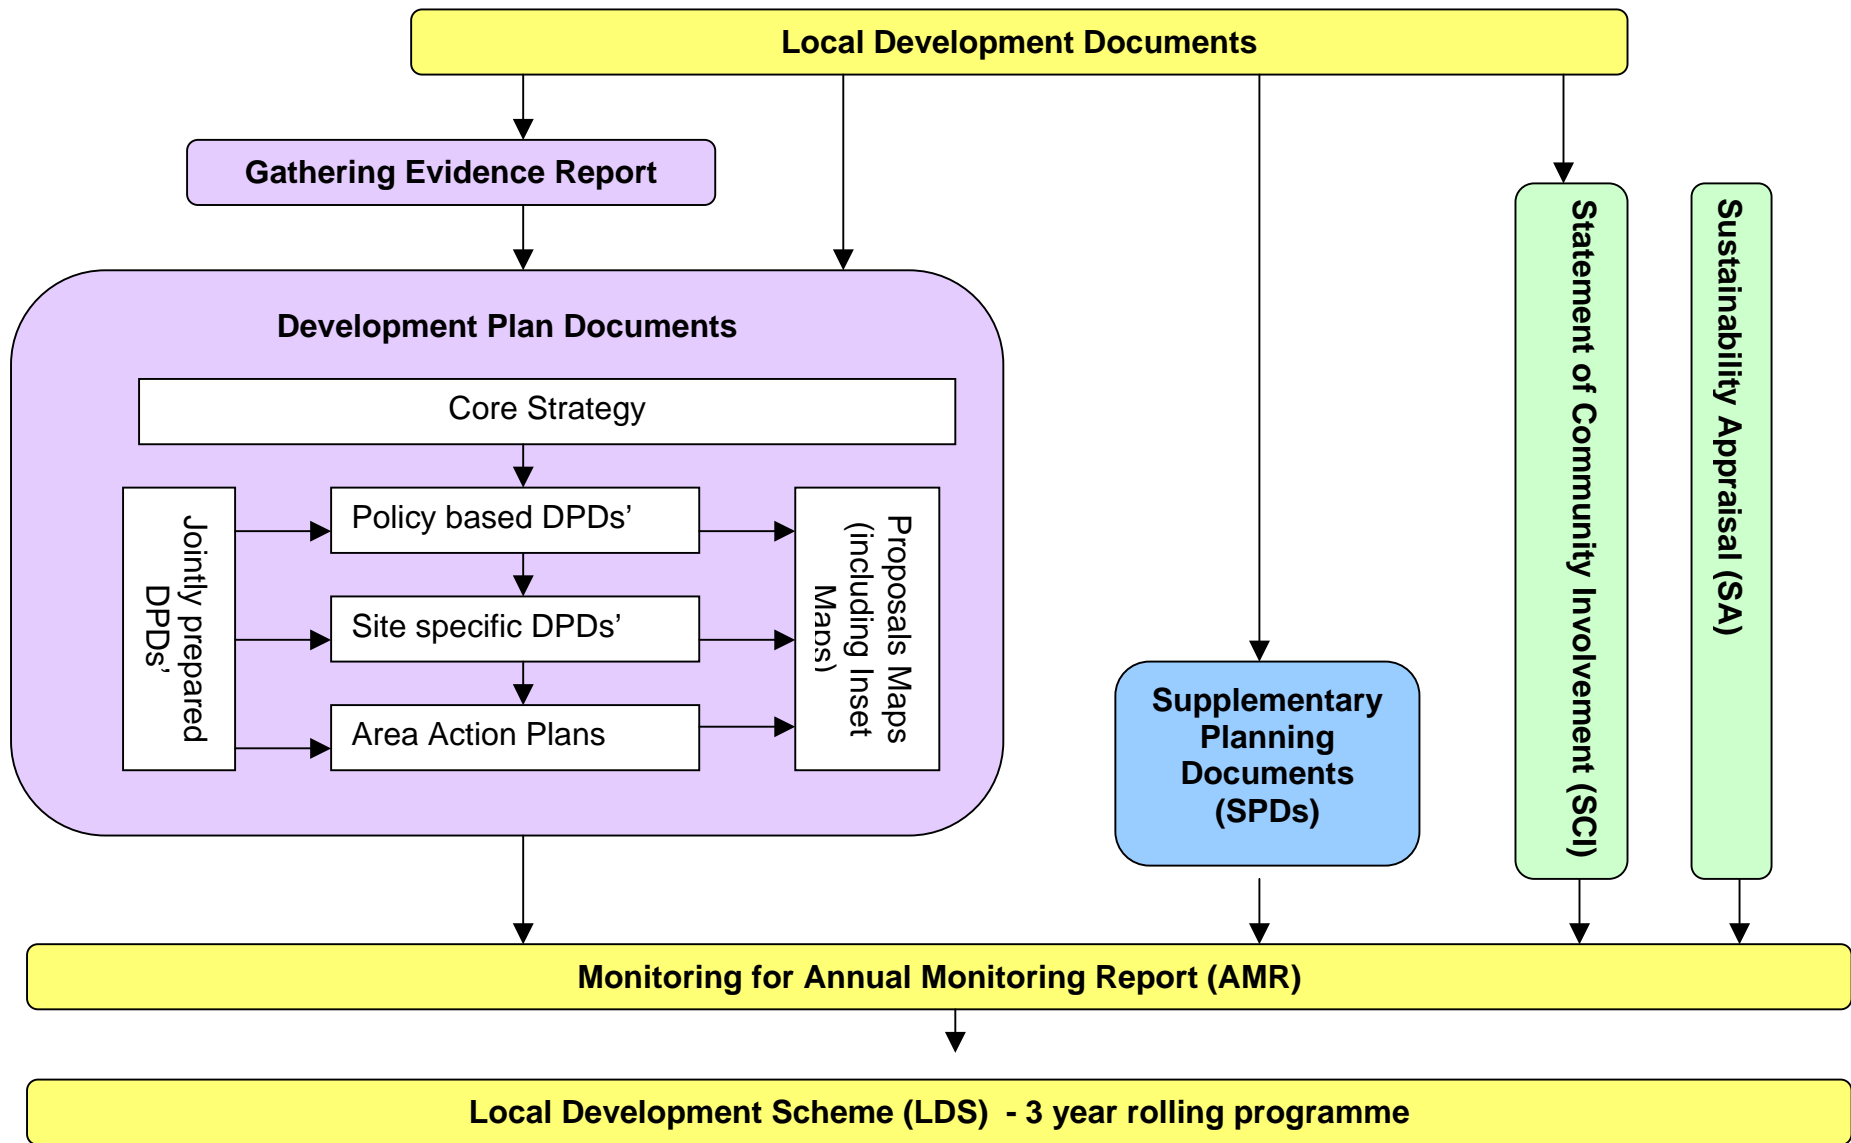 Local Development Documents
Gathering Evidence Report
Development Plan Documents
Core Strategy
Jointly prepared
DPDs’
Policy based DPDs’
Site specific DPDs’
Area Action Plans
Proposals Maps
(including Inset
Maps)
Supplementary
Planning
Documents
(SPDs)
Statement of Community Involvement (SCI)
Sustainability Appraisal (SA)
Monitoring for Annual Monitoring Report (AMR)
Local Development Scheme (LDS)  - 3 year rolling programme